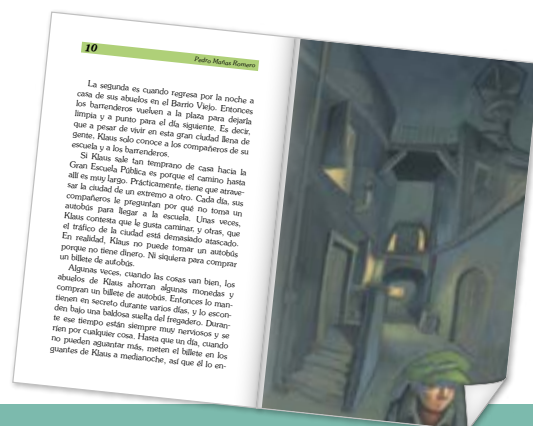 10
Pedro Mañas Romero
La segunda es cuando regresa por la noche a
casa de sus abuelos en el Barrio Viejo. Entonces
los barrenderos vuelven a la plaza para dejarla
limpia y a punto para el día siguiente. Es decir,
que a pesar de vivir en esta gran ciudad llena de
gente, Klaus solo conoce a los compañeros de su
escuela y a los barrenderos.
Si Klaus sale tan temprano de casa hacia la
Gran Escuela Pública es porque el camino hasta
allí es muy largo. Prácticamente, tiene que atrave-
sar la ciudad de un extremo a otro. Cada día, sus
compañeros le preguntan por qué no toma un
autobús para llegar a la escuela. Unas veces,
Klaus contesta que le gusta caminar, y otras, que
el tráfico de la ciudad está demasiado atascado.
En realidad, Klaus no puede tomar un autobús
porque no tiene dinero. Ni siquiera para comprar
un billete de autobús.
Algunas veces, cuando las cosas van bien, los
abuelos de Klaus ahorran algunas monedas y
compran un billete de autobús. Entonces lo man-
tienen en secreto durante varios días, y lo escon-
den bajo una baldosa suelta del fregadero. Duran-
te ese tiempo están siempre muy nerviosos y se
ríen por cualquier cosa. Hasta que un día, cuando
no pueden aguantar más, meten el billete en los
guantes de Klaus a medianoche, así que él lo en-